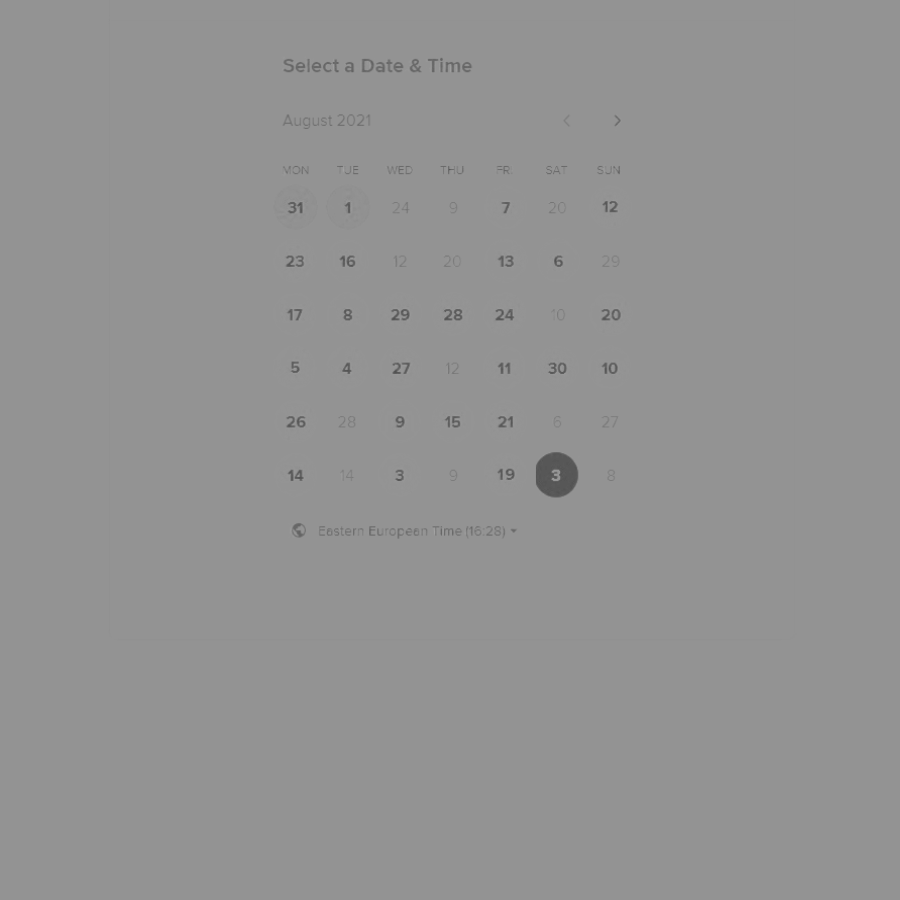 Select a Date & Time
August 2021
MON TUE WED THU FRI SAT SUN
31 1 24 9 7 20 12
23 16 12 20 13 6 29
17 8 29 28 24 10 20
5 4 27 12 11 30 10
26 28 9 15 21 6 27
14 14 3 9 19 3 8
Eastern European Time (16:28)